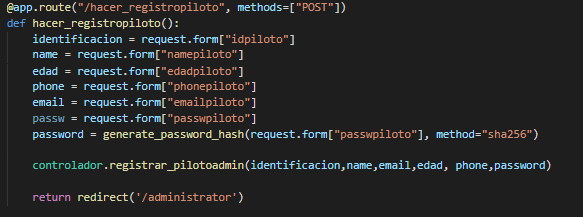 @app.route("/hacer_registropiloto", methods=["POST"])
def hacer_registropiloto():
    identificacion = request.form["idpiloto"]
    name = request.form["namepiloto"]
    edad = request.form["edadpiloto"]
    phone = request.form["phonepiloto"]
    email = request.form["emailpiloto"]
    passw = request.form["passwpiloto"]
    password = generate_password_hash(request.form["passwpiloto"], method="sha256")
    controlador.registrar_pilotoadmin(identificacion,name,email,edad, phone,password)
    return redirect('/administrator')